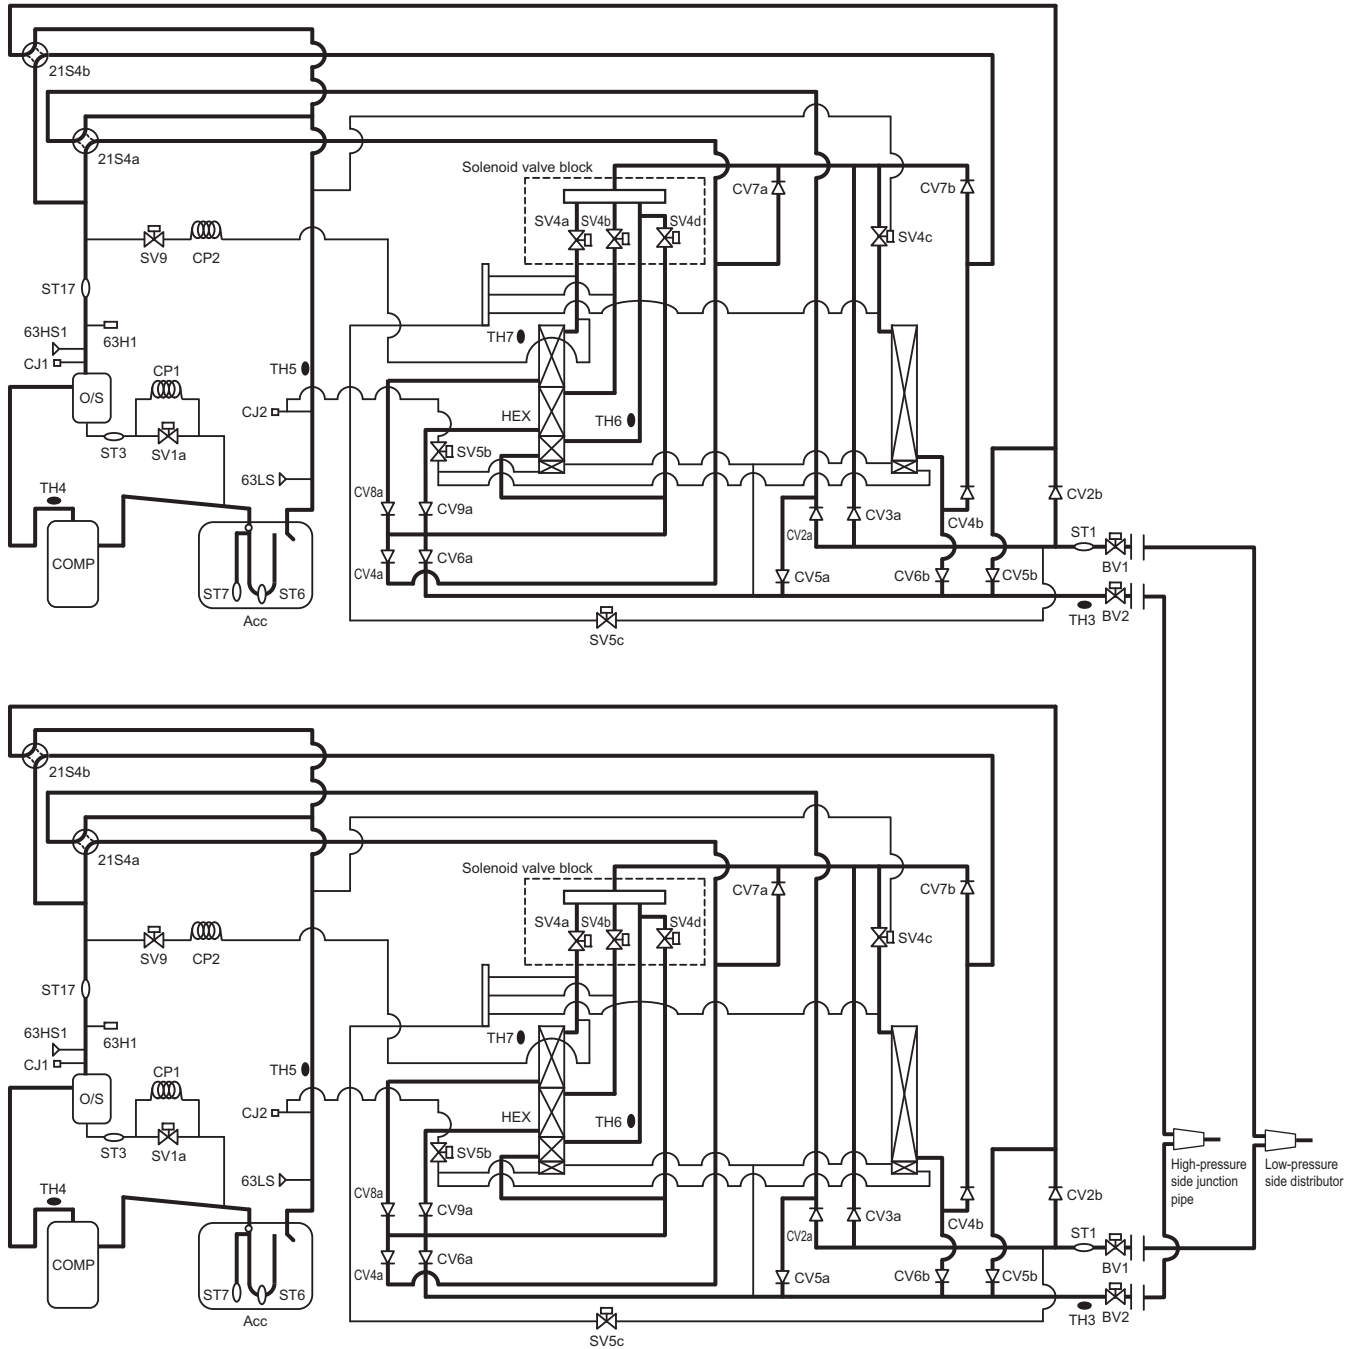 21S4b
21S4a
Solenoid valve block
CV7a
CV7b
SV4a
SV4b
SV4d
SV4c
SV9
CP2
ST17
63HS1
63H1
CJ1
TH7
TH5
CP1
O/S
CJ2
HEX
TH6
ST3
SV1a
SV5b
63LS
TH4
CV8a
CV9a
CV2a
CV3a
CV4b
CV2b
ST1
COMP
CV6a
CV4a
CV5a
CV6b
CV5b
BV1
ST7
ST6
Acc
TH3
BV2
SV5c
21S4b
21S4a
Solenoid valve block
CV7a
CV7b
SV4a
SV4b
SV4d
SV4c
SV9
CP2
ST17
63HS1
63H1
CJ1
TH7
TH5
CP1
O/S
CJ2
HEX
TH6
ST3
SV1a
SV5b
63LS
TH4
CV8a
CV9a
CV2a
CV3a
CV4b
CV2b
High-pressure
side junction
pipe
Low-pressure
side distributor
ST1
COMP
CV6a
CV4a
CV5a
CV6b
CV5b
BV1
ST7
ST6
Acc
TH3
BV2
SV5c